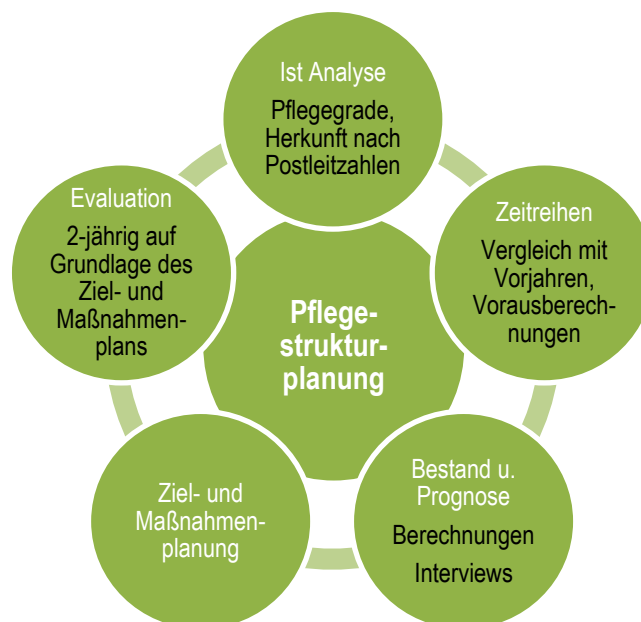 Ist Analyse
Pflegegrade,
Herkunft nach
Postleitzahlen
Zeitreihen
Vergleich mit
Vorjahren,
Vorausberech-
nungen
Bestand u.
Prognose
Berechnungen
Interviews
Ziel- und
Maßnahmen-
planung
Evaluation
2-jährig auf
Grundlage des
Ziel- und
Maßnahmen-
plans
Pflege-
struktur-
planung